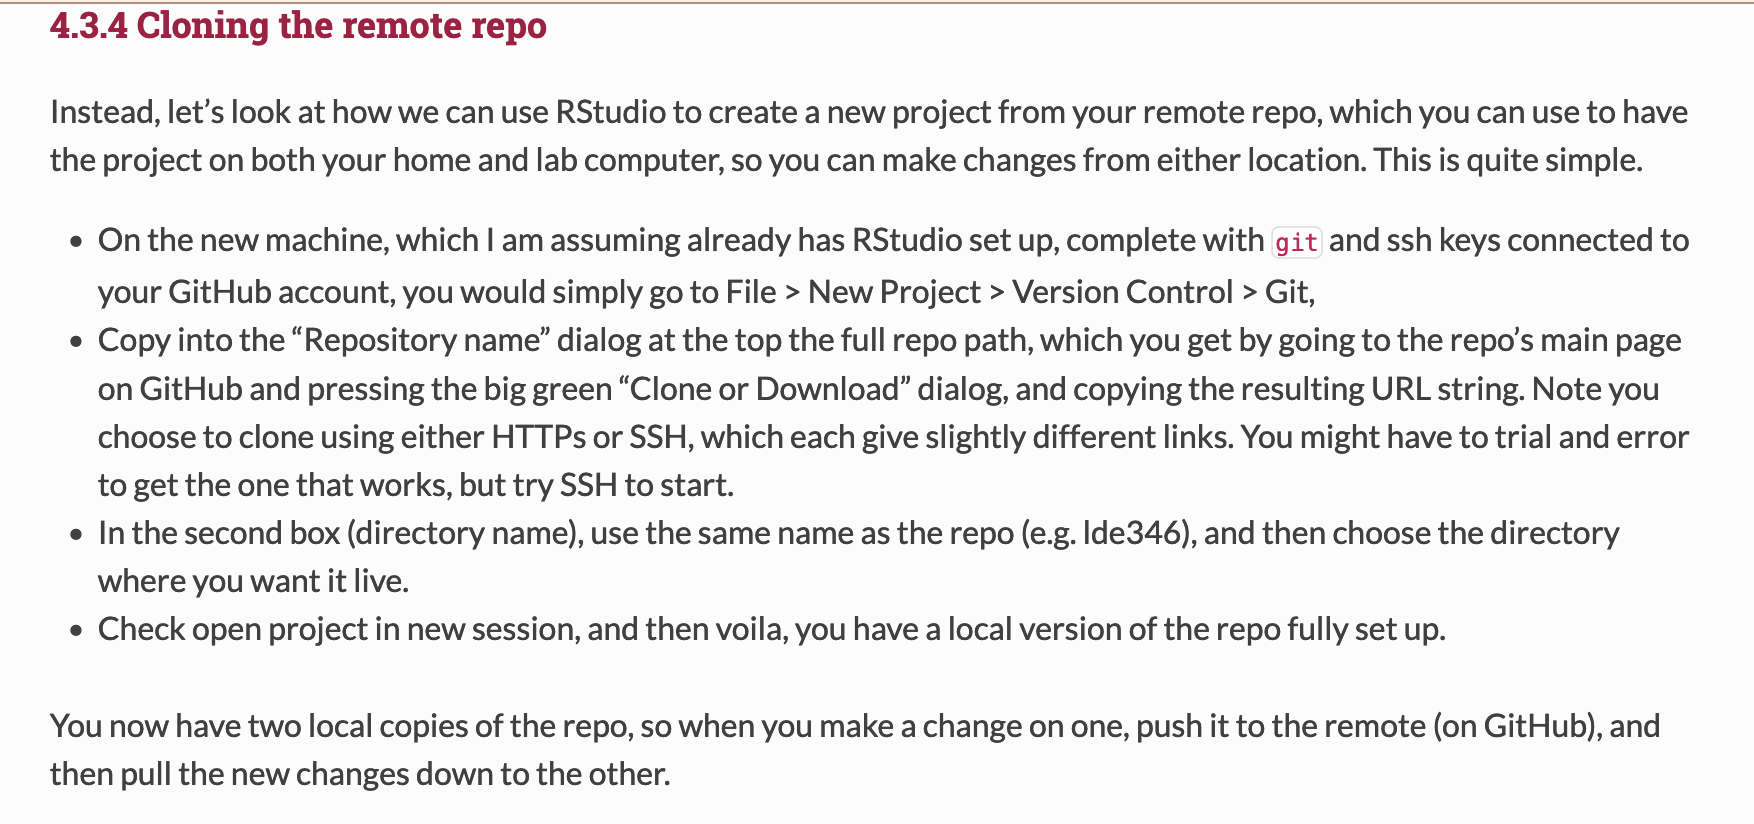 4.3.4 Cloning the remote repo
Instead, let’s look at how we can use RStudio to create a new project from your remote repo, which you can use to have
the project on both your home and lab computer, so you can make changes from either location. This is quite simple.
• On the new machine, which I am assuming already has RStudio set up, complete with git and ssh keys connected to
your GitHub account, you would simply go to File > New Project > Version Control > Git,
• Copy into the “Repository name” dialog at the top the full repo path, which you get by going to the repo’s main page
on GitHub and pressing the big green “Clone or Download” dialog, and copying the resulting URL string. Note you
choose to clone using either HTTPs or SSH, which each give slightly different links. You might have to trial and error
to get the one that works, but try SSH to start.
• In the second box (directory name), use the same name as the repo (e.g. lde346), and then choose the directory
where you want it live.
• Check open project in new session, and then voila, you have a local version of the repo fully set up.
You now have two local copies of the repo, so when you make a change on one, push it to the remote (on GitHub), and
then pull the new changes down to the other.